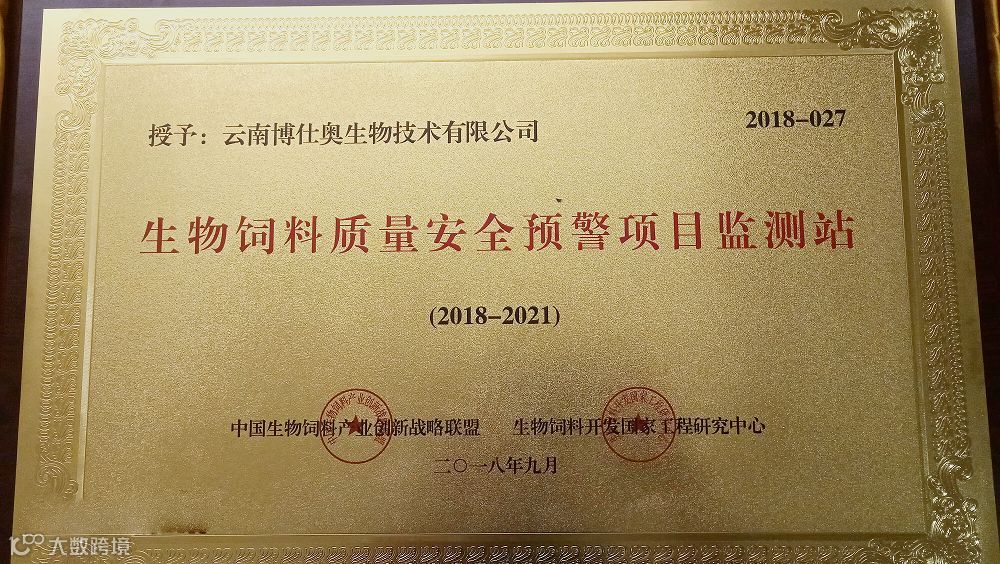 授予：云南博仕奥生物技术有限公司
2018-027
生物饲料质量安全预警项目监测站
(2018-2021)
中国生物饲料产业创新战略联盟 生物饲料开发国家工程研究中心
二〇一八年九月
大数跨境